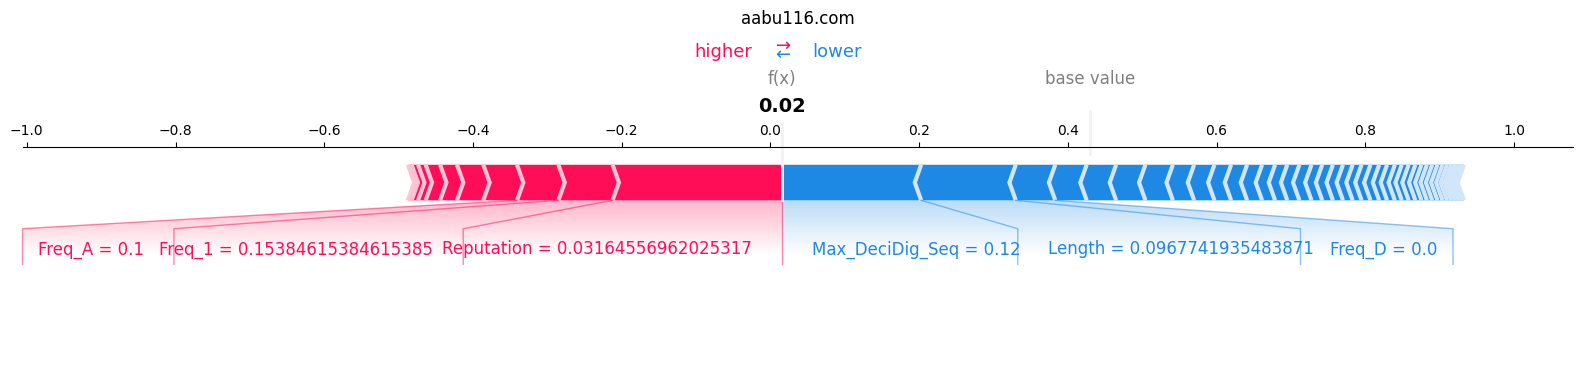 aabu116.com
higher ⇄ lower
f(x) base value
0.02
−1.0 −0.8 −0.6 −0.4 −0.2 0.0 0.2 0.4 0.6 0.8 1.0
Freq_A = 0.1 Freq_1 = 0.15384615384615385 Reputation = 0.03164556962025317 Max_DeciDig_Seq = 0.12 Length = 0.0967741935483871 Freq_D = 0.0